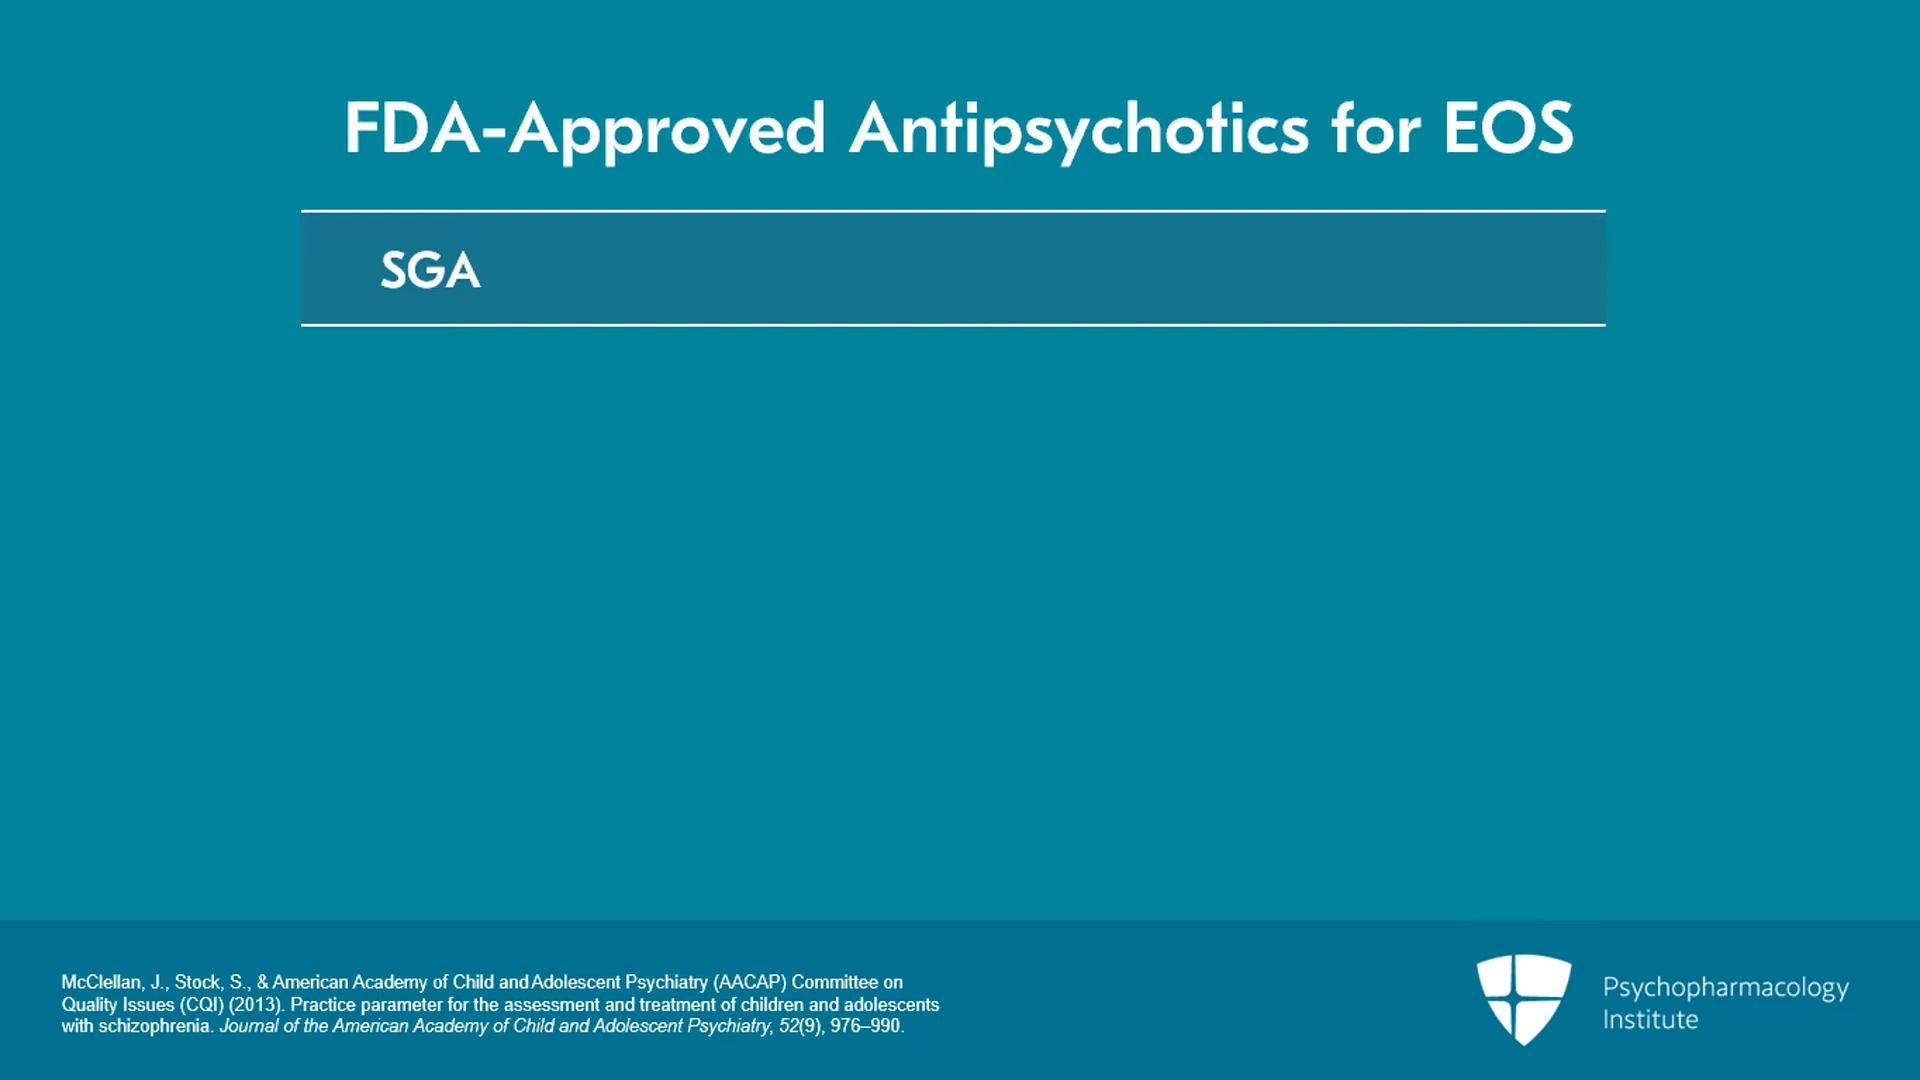 FDA-Approved Antipsychotics for EOS
SGA
McClellan, J., Stock, S., & American Academy of Child and Adolescent Psychiatry (AACAP) Committee on
Quality Issues (CQI) (2013). Practice parameter for the assessment and treatment of children and adolescents
with schizophrenia. Journal of the American Academy of Child and Adolescent Psychiatry, 52(9), 976–990.
Psychopharmacology
Institute